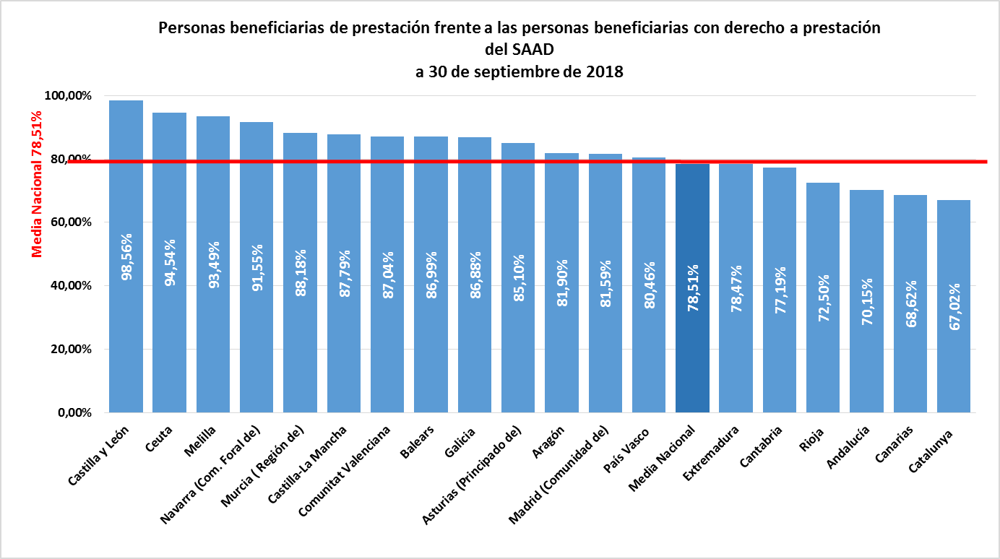 Personas beneficiarias de prestación frente a las personas beneficiarias con derecho a prestación
del SAAD
a 30 de septiembre de 2018
Media Nacional 78,51%
100,00%
80,00%
60,00%
40,00%
20,00%
0,00%
98,56%
94,54%
93,49%
91,55%
88,18%
87,79%
87,04%
86,99%
86,88%
85,10%
81,90%
81,59%
80,46%
78,51%
78,47%
77,19%
72,50%
70,15%
68,62%
67,02%
Castilla y León
Ceuta
Melilla
Navarra (Com. Foral de)
Murcia ( Región de)
Castilla-La Mancha
Comunitat Valenciana
Balears
Galicia
Asturias (Principado de)
Aragón
Madrid (Comunidad de)
País Vasco
Media Nacional
Extremadura
Cantabria
Rioja
Andalucía
Canarias
Catalunya